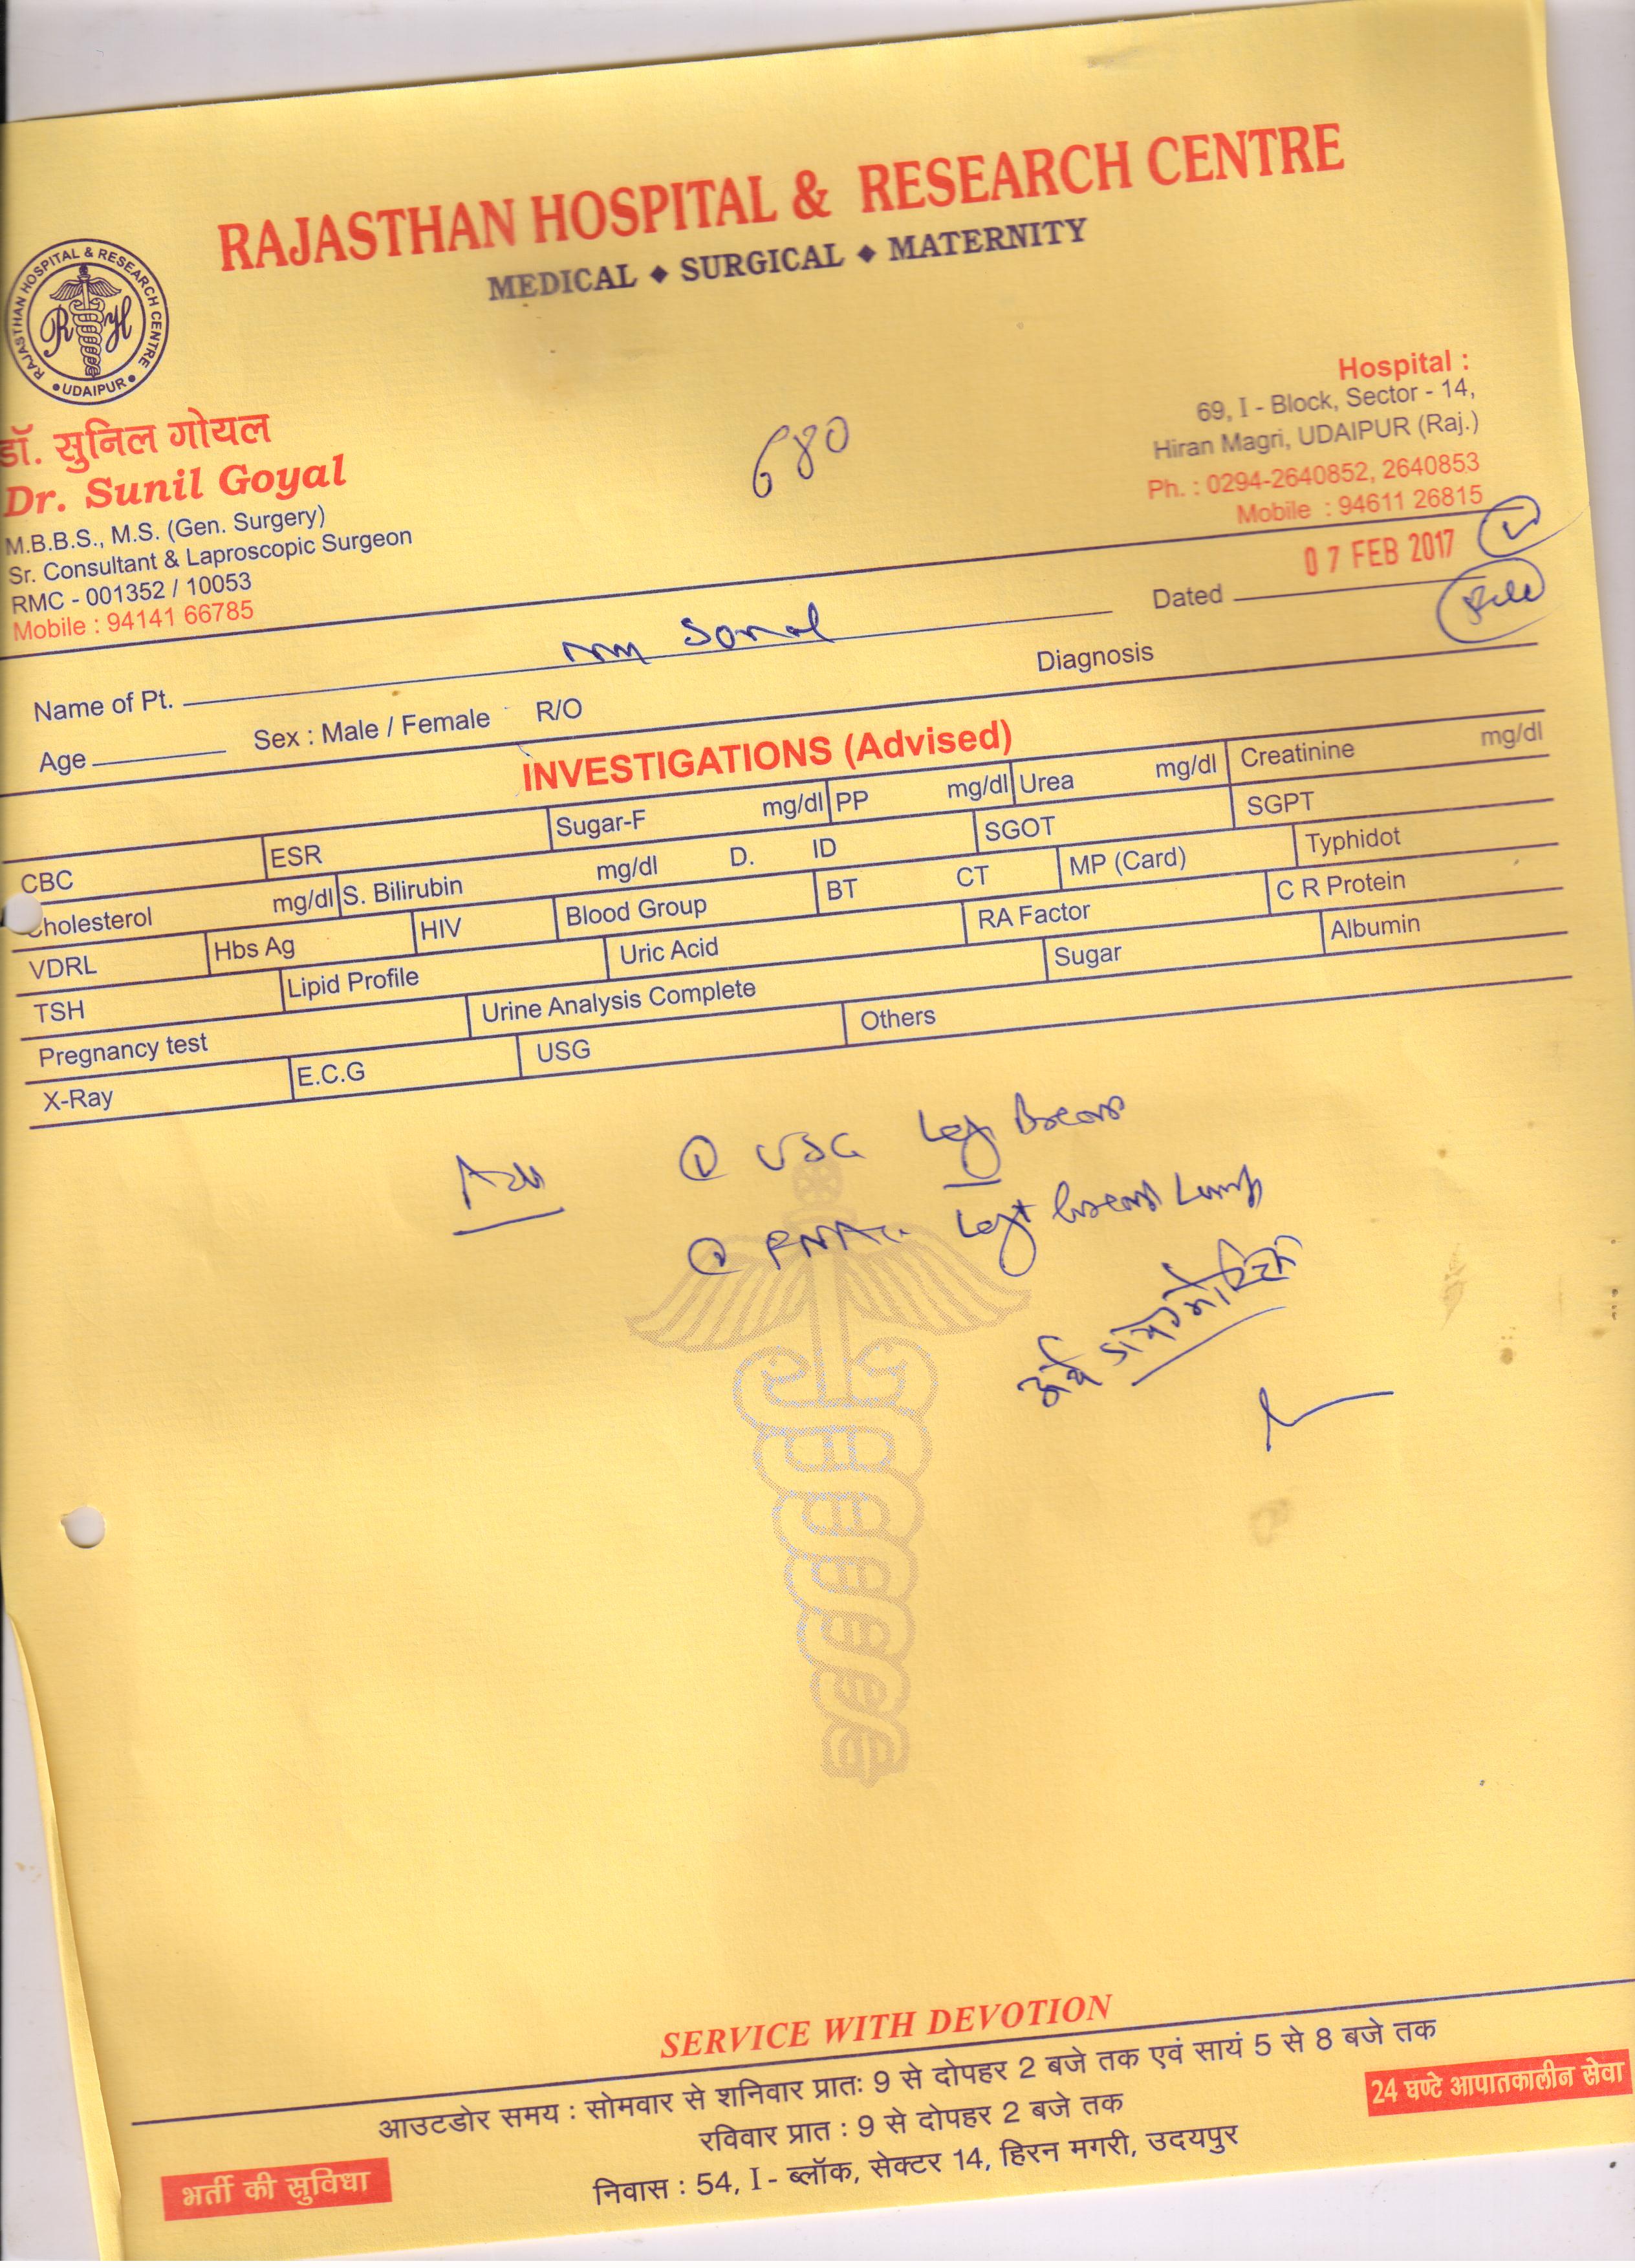 RAJASTHAN HOSPITAL & RESEARCH CENTRE
MEDICAL ◆ SURGICAL ◆ MATERNITY
RAJASTHAN HOSPITAL & RESEARCH CENTRE
• UDAIPUR •
RH
डॉ. सुनिल गोयल
Dr. Sunil Goyal
M.B.B.S., M.S. (Gen. Surgery)
Sr. Consultant & Laproscopic Surgeon
RMC - 001352 / 10053
Mobile : 94141 66785
680
Hospital :
69, I - Block, Sector - 14,
Hiran Magri, UDAIPUR (Raj.)
Ph. : 0294-2640852, 2640853
Mobile : 94611 26815
Name of Pt. Sonal
Dated 07 FEB 2017
Age Sex : Male / Female R/O Diagnosis
INVESTIGATIONS (Advised)
CBC ESR Sugar-F mg/dl PP mg/dl Urea mg/dl Creatinine mg/dl
Cholesterol mg/dl S. Bilirubin mg/dl D. ID SGOT SGPT
VDRL Hbs Ag HIV Blood Group BT CT MP (Card) Typhidot
TSH Lipid Profile Uric Acid RA Factor C R Protein
Pregnancy test Urine Analysis Complete Sugar Albumin
X-Ray E.C.G USG Others
① USG Left Breast
② FNAC Left breast Lump
SERVICE WITH DEVOTION
आउटडोर समय : सोमवार से शनिवार प्रातः 9 से दोपहर 2 बजे तक एवं सायं 5 से 8 बजे तक
रविवार प्रात : 9 से दोपहर 2 बजे तक
24 घण्टे आपातकालीन सेवा
भर्ती की सुविधा
निवास : 54, I - ब्लॉक, सेक्टर 14, हिरन मगरी, उदयपुर